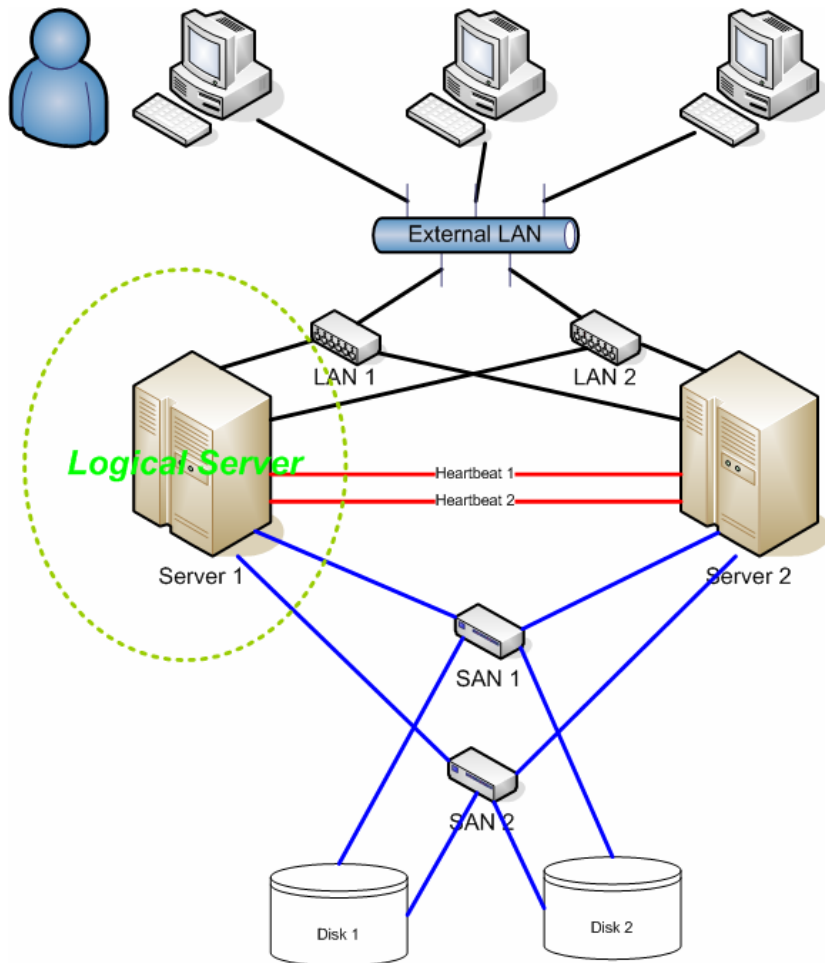 External LAN
LAN 1
LAN 2
Logical Server
Heartbeat 1
Heartbeat 2
Server 1
Server 2
SAN 1
SAN 2
Disk 1
Disk 2